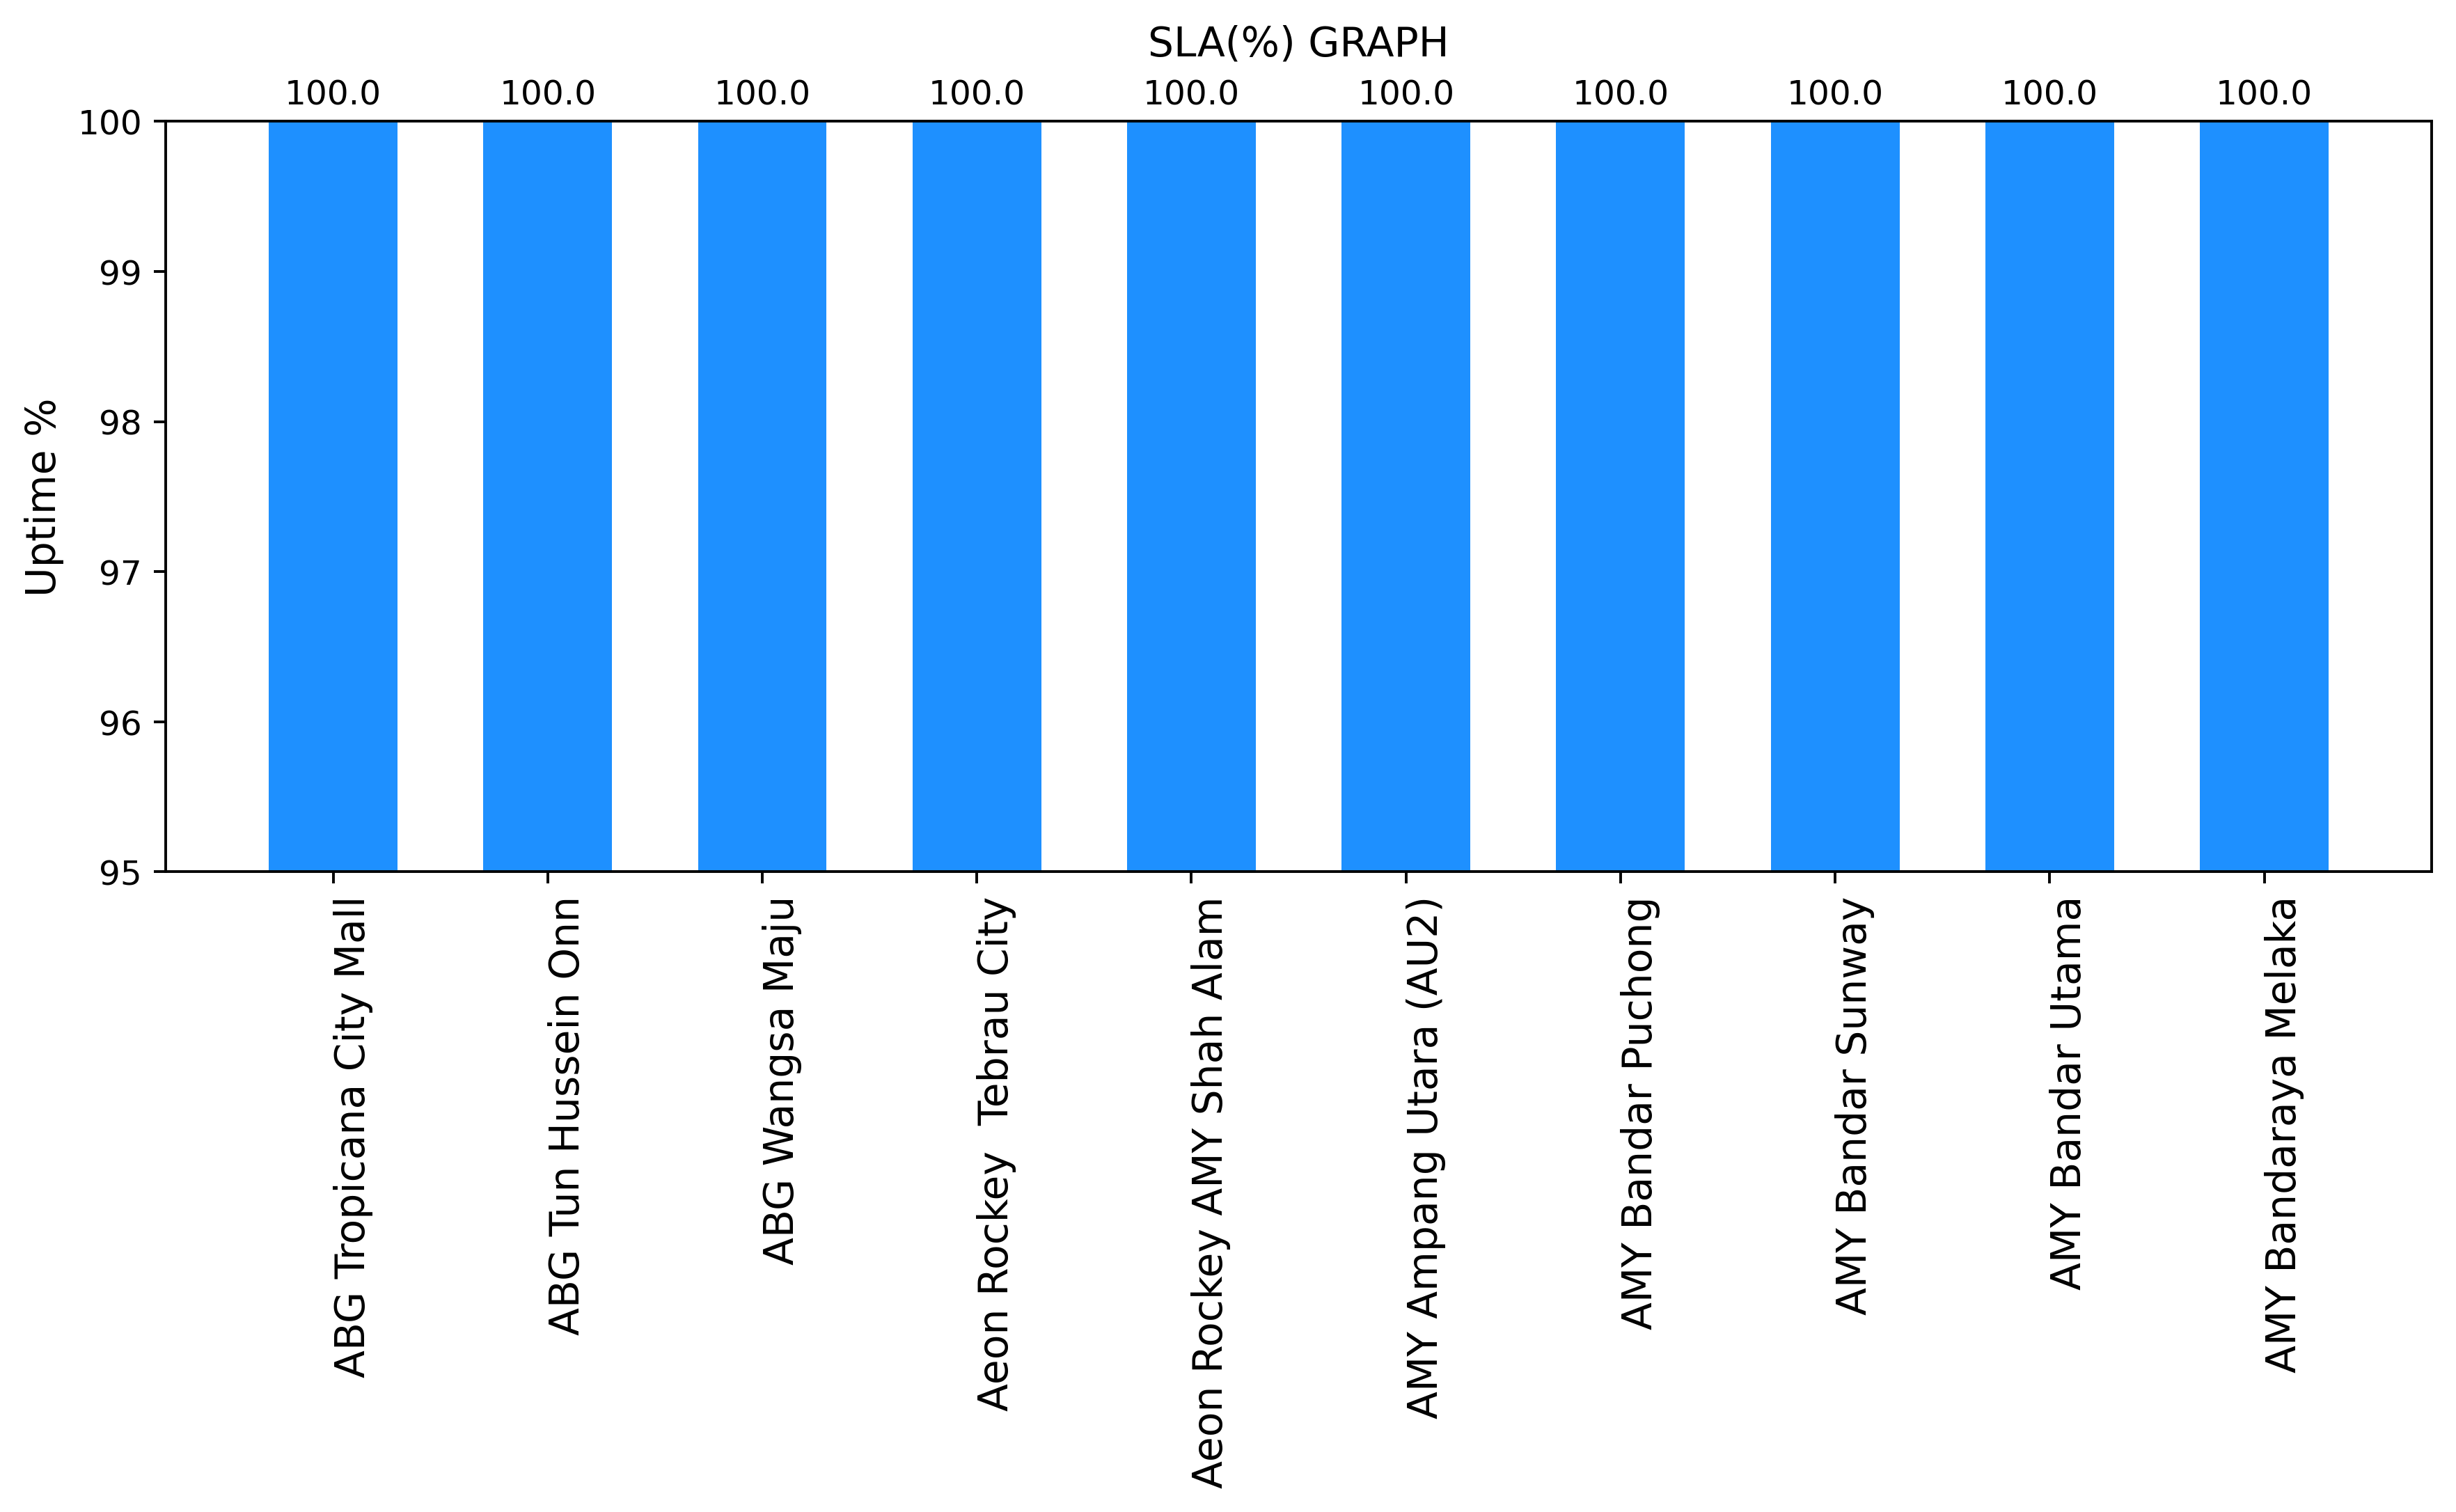 SLA(%) GRAPH
100.0 100.0 100.0 100.0 100.0 100.0 100.0 100.0 100.0 100.0
Uptime %
100
99
98
97
96
95
ABG Tropicana City Mall
ABG Tun Hussein Onn
ABG Wangsa Maju
Aeon Rockey  Tebrau City
Aeon Rockey AMY Shah Alam
AMY Ampang Utara (AU2)
AMY Bandar Puchong
AMY Bandar Sunway
AMY Bandar Utama
AMY Bandaraya Melaka